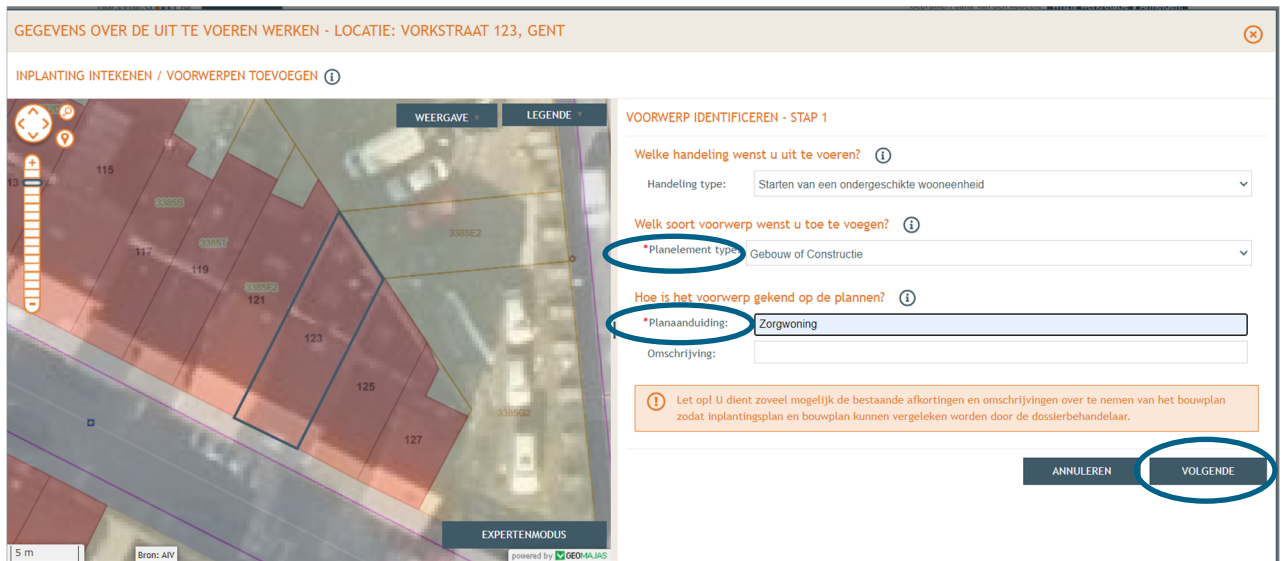 GEGEVENS OVER DE UIT TE VOEREN WERKEN - LOCATIE: VORKSTRAAT 123, GENT
INPLANTING INTEKENEN / VOORWERPEN TOEVOEGEN
WEERGAVE
LEGENDE
115
13
3385S
3385T
117
119
3385F2
121
123
125
127
3385E2
3385G2
EXPERTENMODUS
5 m
Bron: AIV
powered by GEOMAJAS
VOORWERP IDENTIFICEREN - STAP 1
Welke handeling wenst u uit te voeren?
Handeling type: Starten van een ondergeschikte wooneenheid
Welk soort voorwerp wenst u toe te voegen?
*Planelement type: Gebouw of Constructie
Hoe is het voorwerp gekend op de plannen?
*Planaanduiding: Zorgwoning
Omschrijving:
Let op! U dient zoveel mogelijk de bestaande afkortingen en omschrijvingen over te nemen van het bouwplan
zodat inplantingsplan en bouwplan kunnen vergeleken worden door de dossierbehandelaar.
ANNULEREN
VOLGENDE